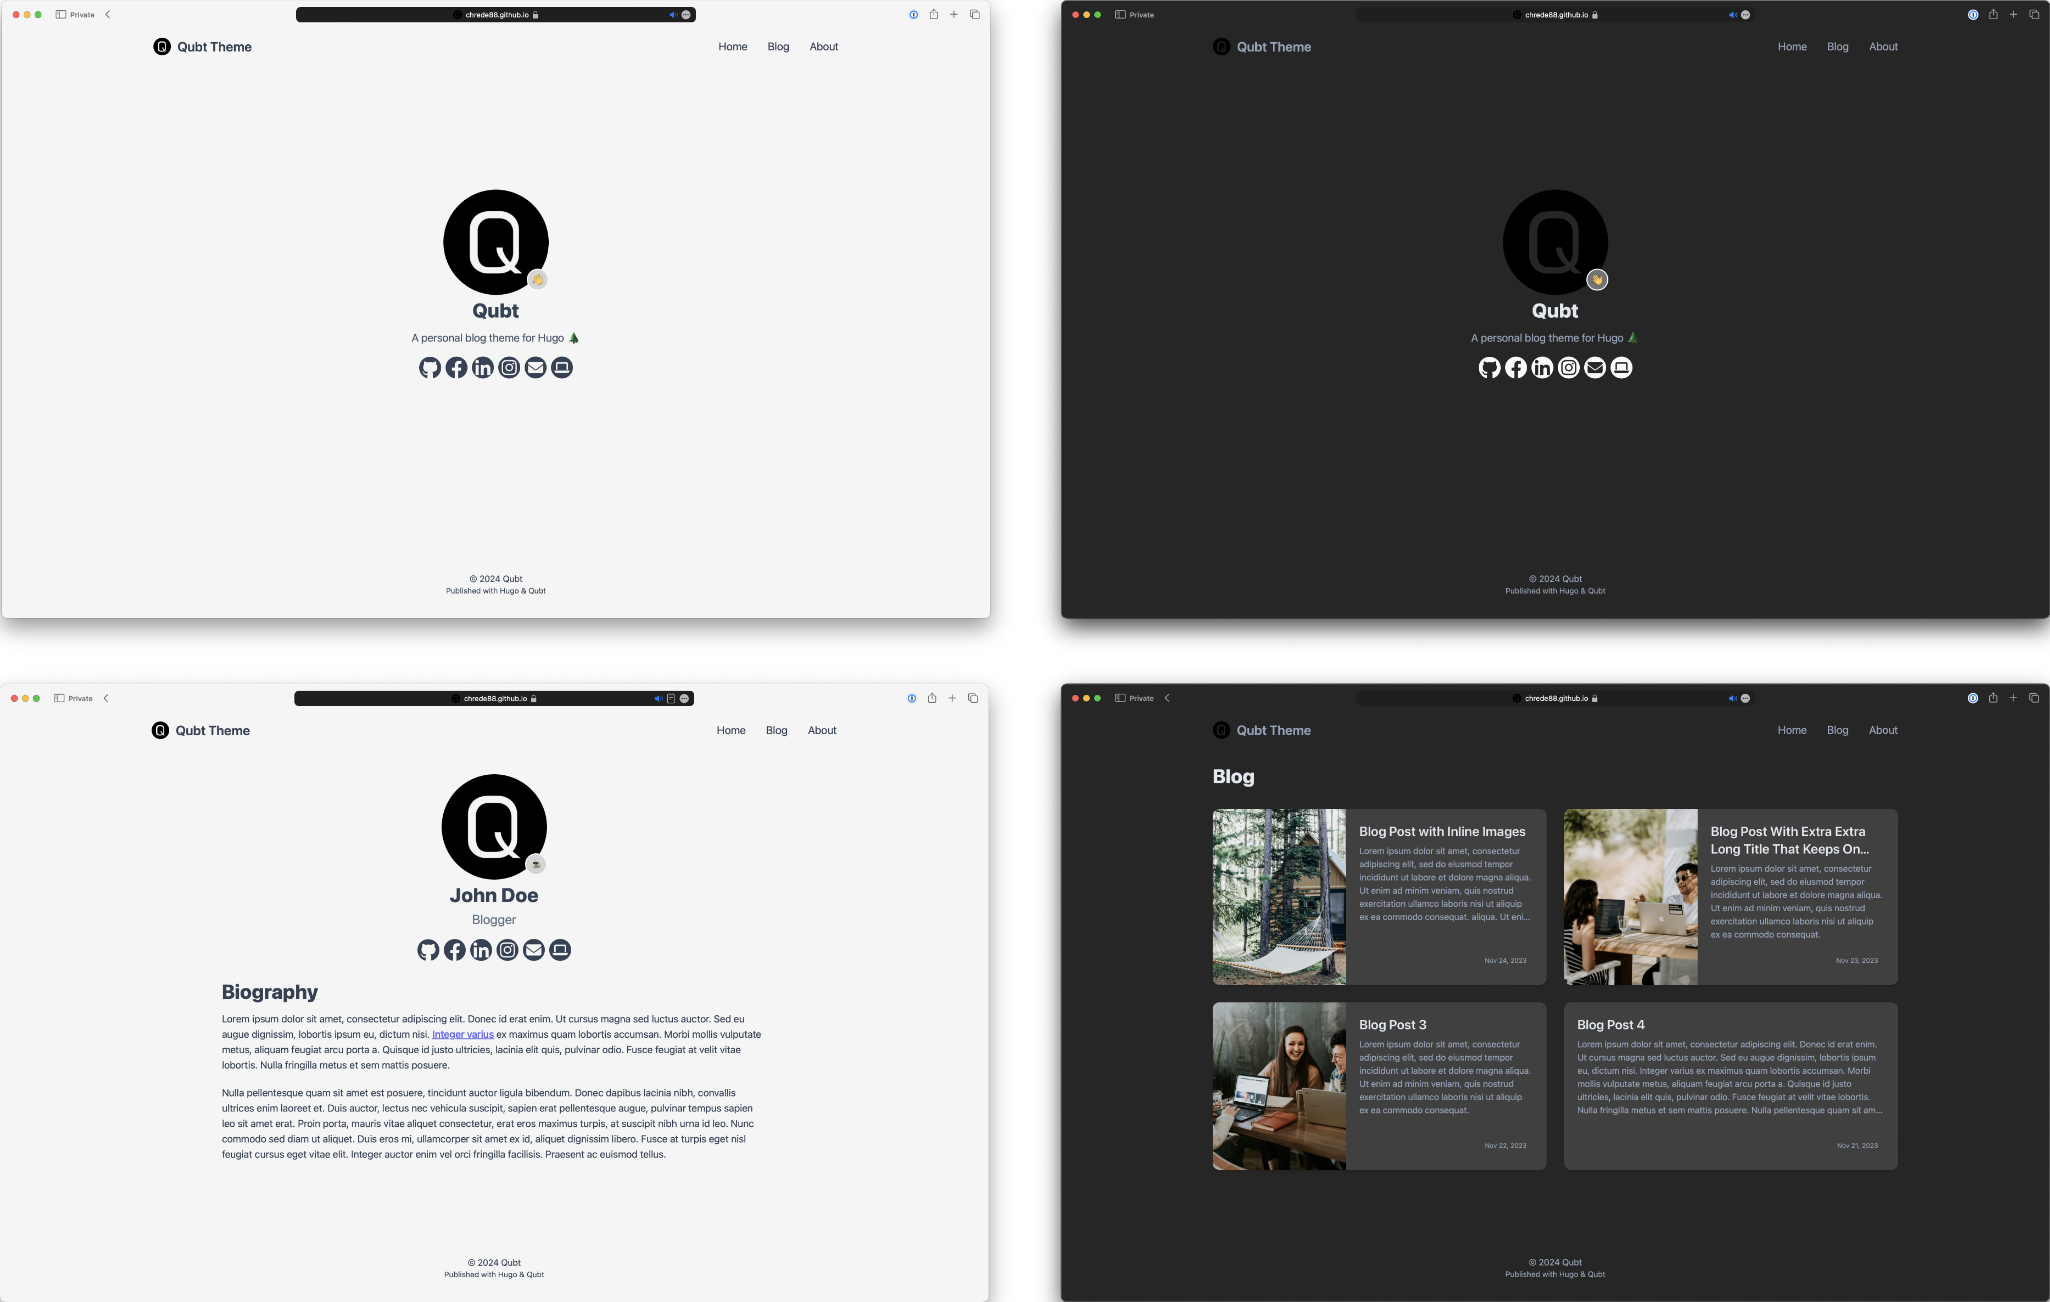 Private
chrede88.github.io
Q Qubt Theme
Home Blog About
Q
Qubt
A personal blog theme for Hugo
in
© 2024 Qubt
Published with Hugo & Qubt
Private
chrede88.github.io
Q Qubt Theme
Home Blog About
Q
Qubt
A personal blog theme for Hugo
in
© 2024 Qubt
Published with Hugo & Qubt
Private
chrede88.github.io
Q Qubt Theme
Home Blog About
Q
John Doe
Blogger
in
Biography
Lorem ipsum dolor sit amet, consectetur adipiscing elit. Donec id erat enim. Ut cursus magna sed luctus auctor. Sed eu
augue dignissim, lobortis ipsum eu, dictum nisi. Integer varius ex maximus quam lobortis accumsan. Morbi mollis vulputate
metus, aliquam feugiat arcu porta a. Quisque id justo ultricies, lacinia elit quis, pulvinar odio. Fusce feugiat at velit vitae
lobortis. Nulla fringilla metus et sem mattis posuere.
Nulla pellentesque quam sit amet est posuere, tincidunt auctor ligula bibendum. Donec dapibus lacinia nibh, convallis
ultrices enim laoreet et. Duis auctor, lectus nec vehicula suscipit, sapien erat pellentesque augue, pulvinar tempus sapien
leo sit amet erat. Proin porta, mauris vitae aliquet consectetur, erat eros maximus turpis, at suscipit nibh urna id leo. Nunc
commodo sed diam ut aliquet. Duis eros mi, ullamcorper sit amet ex id, aliquet dignissim libero. Fusce at turpis eget nisl
feugiat cursus eget vitae elit. Integer auctor enim vel orci fringilla facilisis. Praesent ac euismod tellus.
© 2024 Qubt
Published with Hugo & Qubt
Private
chrede88.github.io
Q Qubt Theme
Home Blog About
Blog
Blog Post with Inline Images
Lorem ipsum dolor sit amet, consectetur
adipiscing elit, sed do eiusmod tempor
incididunt ut labore et dolore magna aliqua.
Ut enim ad minim veniam, quis nostrud
exercitation ullamco laboris nisi ut aliquip
ex ea commodo consequat. aliqua. Ut eni...
Nov 24, 2023
Blog Post With Extra Extra
Long Title That Keeps On...
Lorem ipsum dolor sit amet, consectetur
adipiscing elit, sed do eiusmod tempor
incididunt ut labore et dolore magna aliqua.
Ut enim ad minim veniam, quis nostrud
exercitation ullamco laboris nisi ut aliquip
ex ea commodo consequat.
Nov 23, 2023
Blog Post 3
Lorem ipsum dolor sit amet, consectetur
adipiscing elit, sed do eiusmod tempor
incididunt ut labore et dolore magna aliqua.
Ut enim ad minim veniam, quis nostrud
exercitation ullamco laboris nisi ut aliquip
ex ea commodo consequat.
Nov 22, 2023
Blog Post 4
Lorem ipsum dolor sit amet, consectetur adipiscing elit. Donec id erat enim.
Ut cursus magna sed luctus auctor. Sed eu augue dignissim, lobortis ipsum
eu, dictum nisi. Integer varius ex maximus quam lobortis accumsan. Morbi
mollis vulputate metus, aliquam feugiat arcu porta a. Quisque id justo
ultricies, lacinia elit quis, pulvinar odio. Fusce feugiat at velit vitae lobortis.
Nulla fringilla metus et sem mattis posuere. Nulla pellentesque quam sit am...
Nov 21, 2023
© 2024 Qubt
Published with Hugo & Qubt